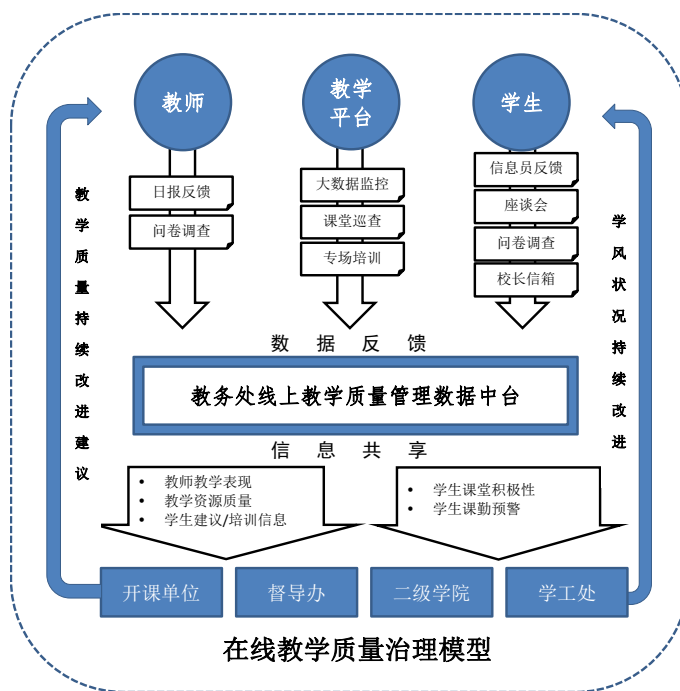 教师
教学
平台
学生
日报反馈
问卷调查
大数据监控
课堂巡查
专场培训
信息员反馈
座谈会
问卷调查
校长信箱
教学质量持续改进建议
学风状况持续改进
数据反馈
教务处线上教学质量管理数据中台
信息共享
• 教师教学表现
• 教学资源质量
• 学生建议/培训信息
• 学生课堂积极性
• 学生课勤预警
开课单位
督导办
二级学院
学工处
在线教学质量治理模型